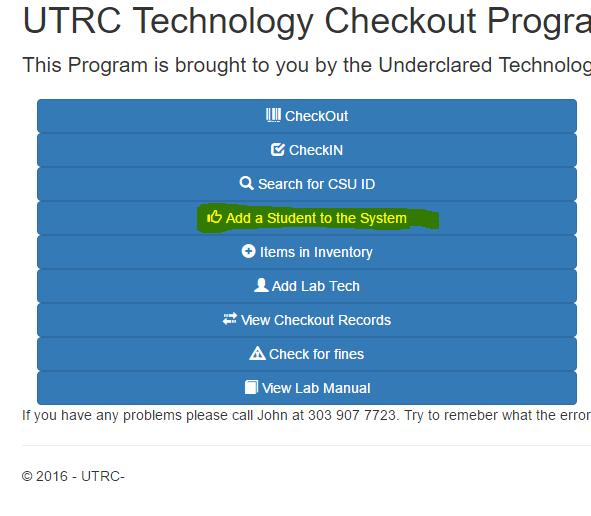 UTRC Technology Checkout Progra
This Program is brought to you by the Underclared Technolog
CheckOut
CheckIN
Search for CSU ID
Add a Student to the System
Items in Inventory
Add Lab Tech
View Checkout Records
Check for fines
View Lab Manual
If you have any problems please call John at 303 907 7723. Try to remeber what the error
© 2016 - UTRC-